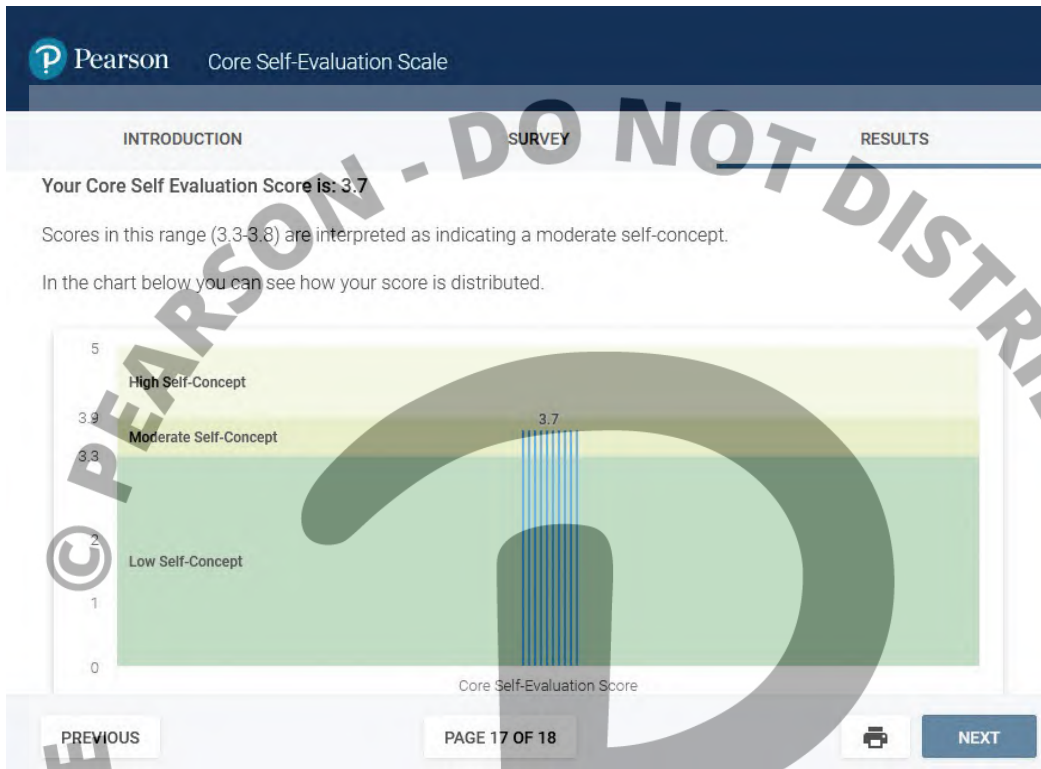 Pearson Core Self-Evaluation Scale
INTRODUCTION SURVEY RESULTS
Your Core Self Evaluation Score is: 3.7
Scores in this range (3.3-3.8) are interpreted as indicating a moderate self-concept.
In the chart below you can see how your score is distributed.
5
High Self-Concept
3.9
3.7
Moderate Self-Concept
3.3
2
Low Self-Concept
1
0
Core Self-Evaluation Score
PREVIOUS PAGE 17 OF 18 NEXT
© PEARSON - DO NOT